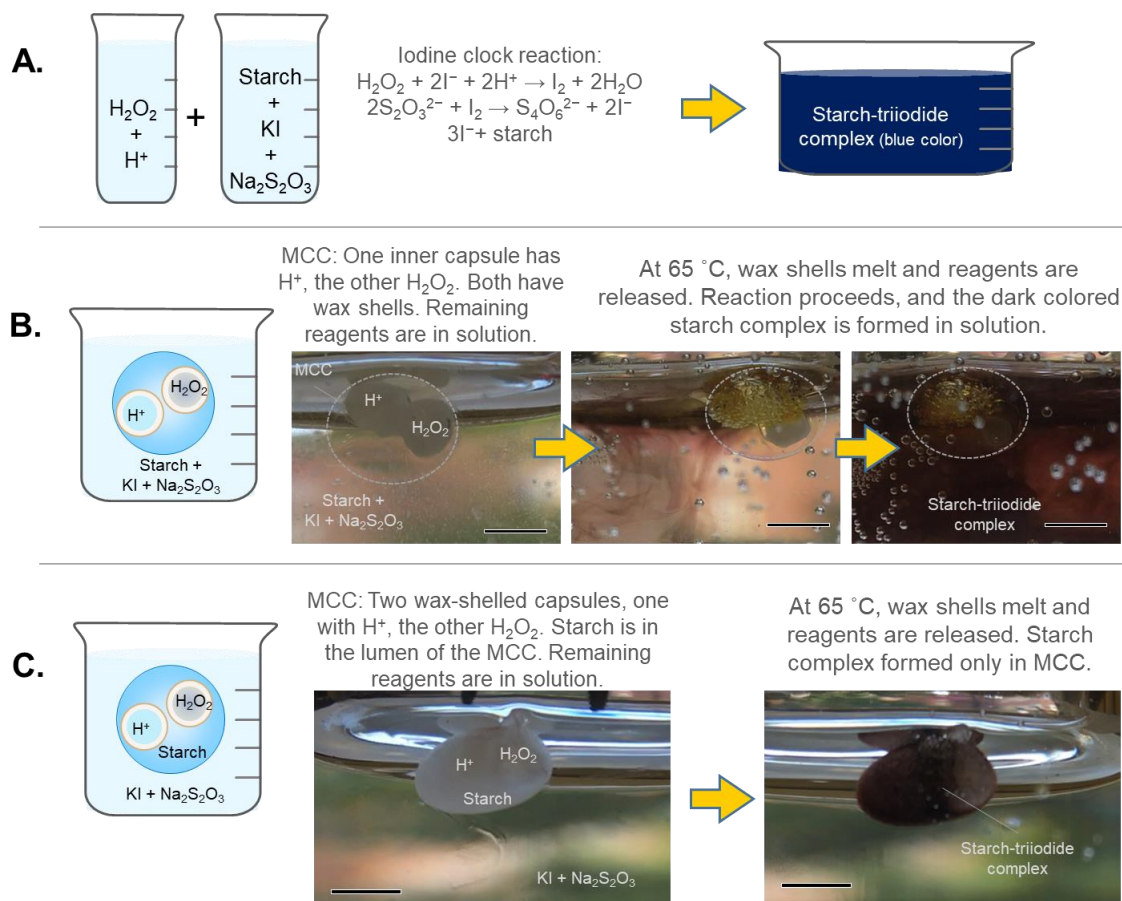 A.
H₂O₂
+
H⁺
+
Starch
+
KI
+
Na₂S₂O₃
Iodine clock reaction:
H₂O₂ + 2I⁻ + 2H⁺ → I₂ + 2H₂O
2S₂O₃²⁻ + I₂ → S₄O₆²⁻ + 2I⁻
3I⁻+ starch
Starch-triiodide
complex (blue color)
B.
H₂O₂
H⁺
Starch +
KI + Na₂S₂O₃
MCC: One inner capsule has
H⁺, the other H₂O₂. Both have
wax shells. Remaining
reagents are in solution.
At 65 ˚C, wax shells melt and reagents are
released. Reaction proceeds, and the dark colored
starch complex is formed in solution.
MCC
H⁺
H₂O₂
Starch +
KI + Na₂S₂O₃
Starch-triiodide
complex
C.
H₂O₂
H⁺
Starch
KI + Na₂S₂O₃
MCC: Two wax-shelled capsules, one
with H⁺, the other H₂O₂. Starch is in
the lumen of the MCC. Remaining
reagents are in solution.
At 65 ˚C, wax shells melt and
reagents are released. Starch
complex formed only in MCC.
H⁺
H₂O₂
Starch
KI + Na₂S₂O₃
Starch-triiodide
complex